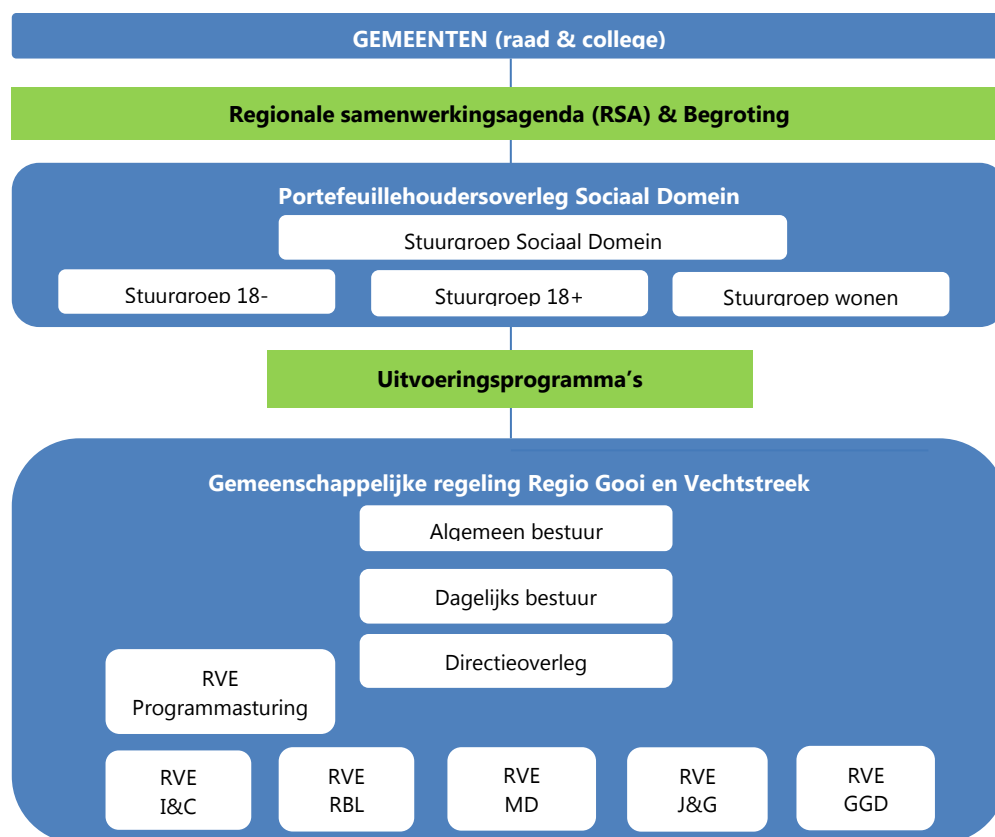 GEMEENTEN (raad & college)
Regionale samenwerkingsagenda (RSA) & Begroting
Portefeuillehoudersoverleg Sociaal Domein
Stuurgroep Sociaal Domein
Stuurgroep 18-
Stuurgroep 18+
Stuurgroep wonen
Uitvoeringsprogramma’s
Gemeenschappelijke regeling Regio Gooi en Vechtstreek
Algemeen bestuur
Dagelijks bestuur
Directieoverleg
RVE
Programmasturing
RVE
I&C
RVE
RBL
RVE
MD
RVE
J&G
RVE
GGD